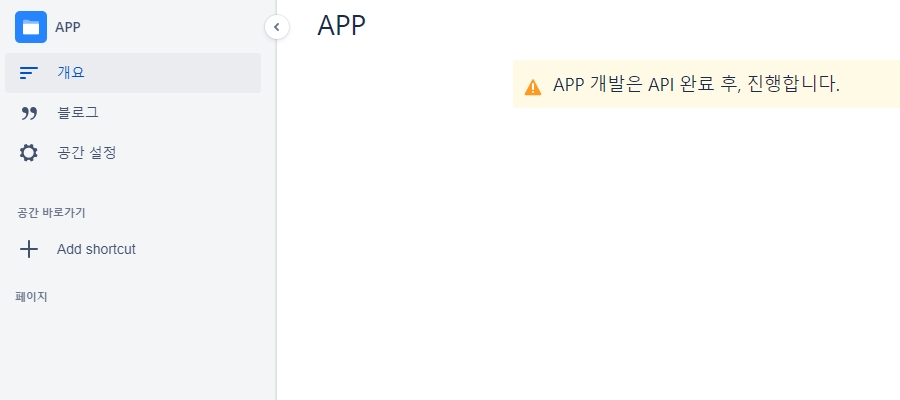 APP
개요
블로그
공간 설정
공간 바로가기
Add shortcut
페이지
APP
APP 개발은 API 완료 후, 진행합니다.